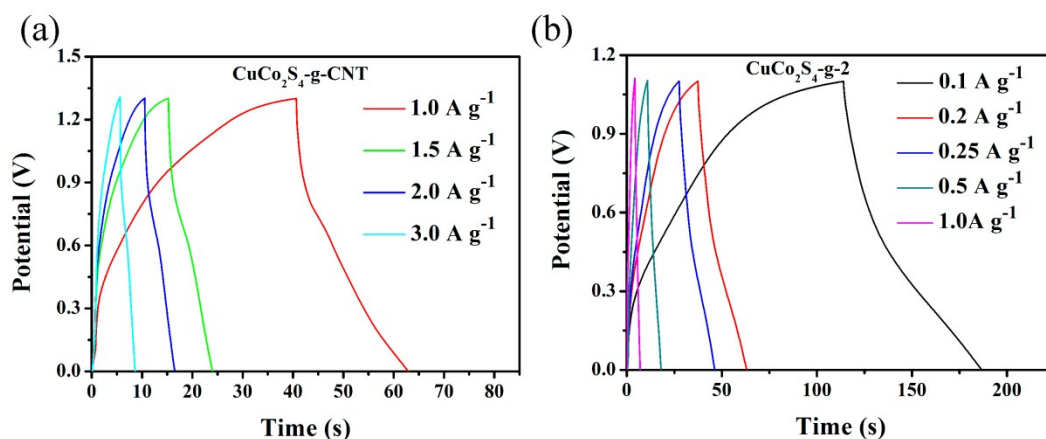 (a)
CuCo₂S₄-g-CNT
1.0 A g⁻¹
1.5 A g⁻¹
2.0 A g⁻¹
3.0 A g⁻¹
Potential (V)
1.5
1.2
0.9
0.6
0.3
0.0
0 10 20 30 40 50 60 70 80
Time (s)
(b)
CuCo₂S₄-g-2
0.1 A g⁻¹
0.2 A g⁻¹
0.25 A g⁻¹
0.5 A g⁻¹
1.0A g⁻¹
Potential (V)
1.2
0.9
0.6
0.3
0.0
0 50 100 150 200
Time (s)